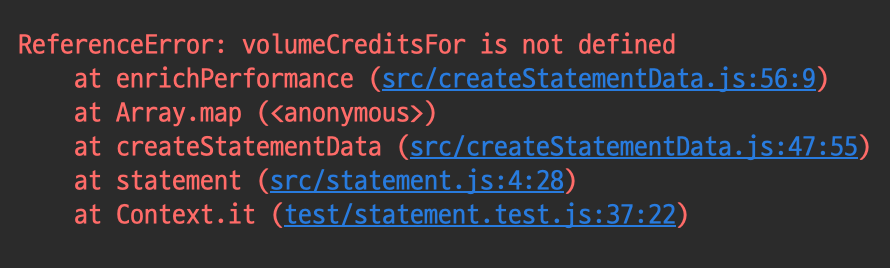 ReferenceError: volumeCreditsFor is not defined
at enrichPerformance (src/createStatementData.js:56:9)
at Array.map (<anonymous>)
at createStatementData (src/createStatementData.js:47:55)
at statement (src/statement.js:4:28)
at Context.it (test/statement.test.js:37:22)